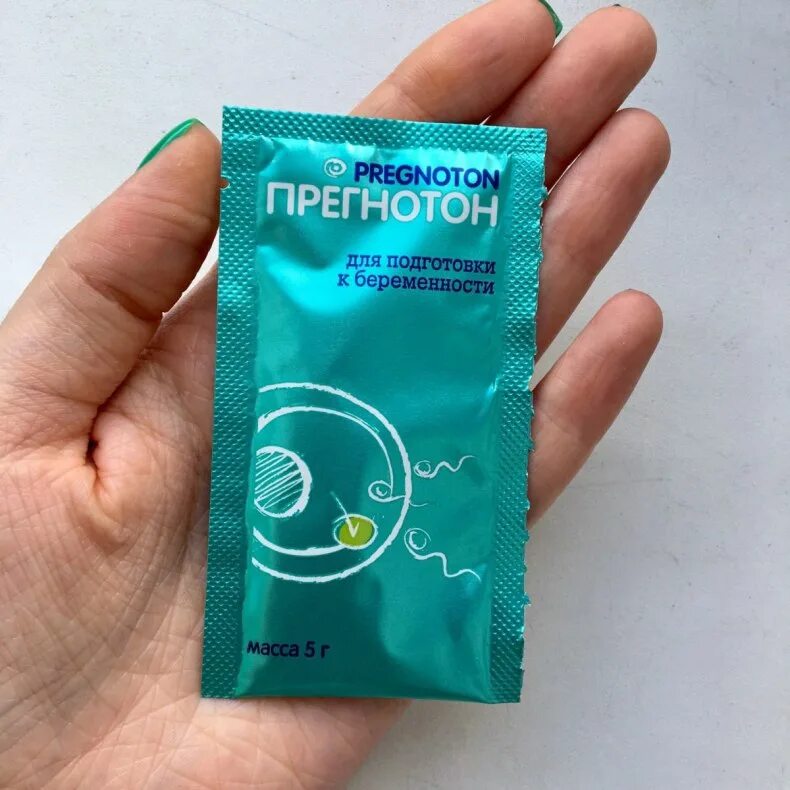 PREGNOTON
ПРЕГНОТОН
для подготовки
к беременности
масса 5 г